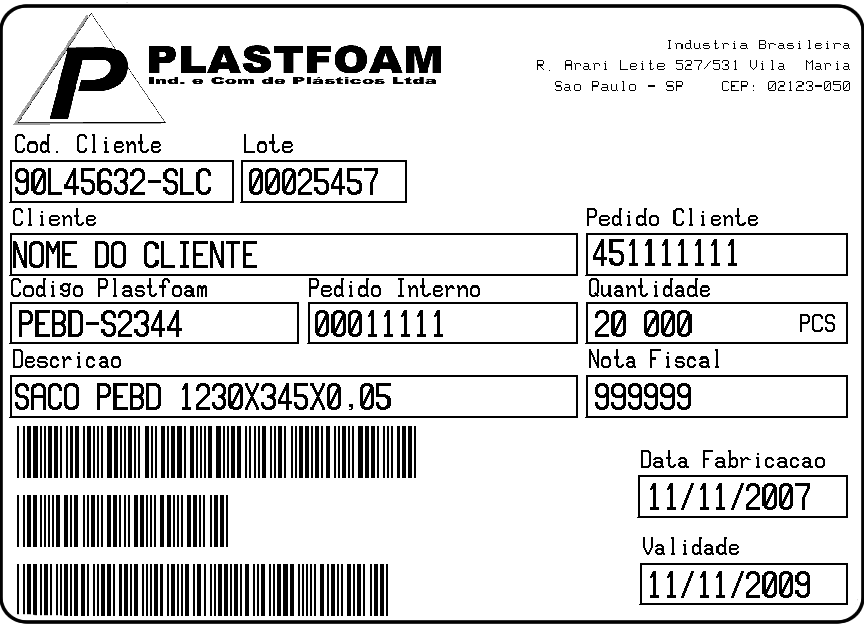 P
PLASTFOAM
Ind. e Com de Plásticos Ltda
Industria Brasileira
R. Arari Leite 527/531 Vila Maria
Sao Paulo - SP CEP: 02123-050
Cod. Cliente Lote
90L45632-SLC 00025457
Cliente Pedido Cliente
NOME DO CLIENTE 451111111
Codigo Plastfoam Pedido Interno Quantidade
PEBD-S2344 00011111 20 000 PCS
Descricao Nota Fiscal
SACO PEBD 1230X345X0,05 999999
Data Fabricacao
11/11/2007
Validade
11/11/2009